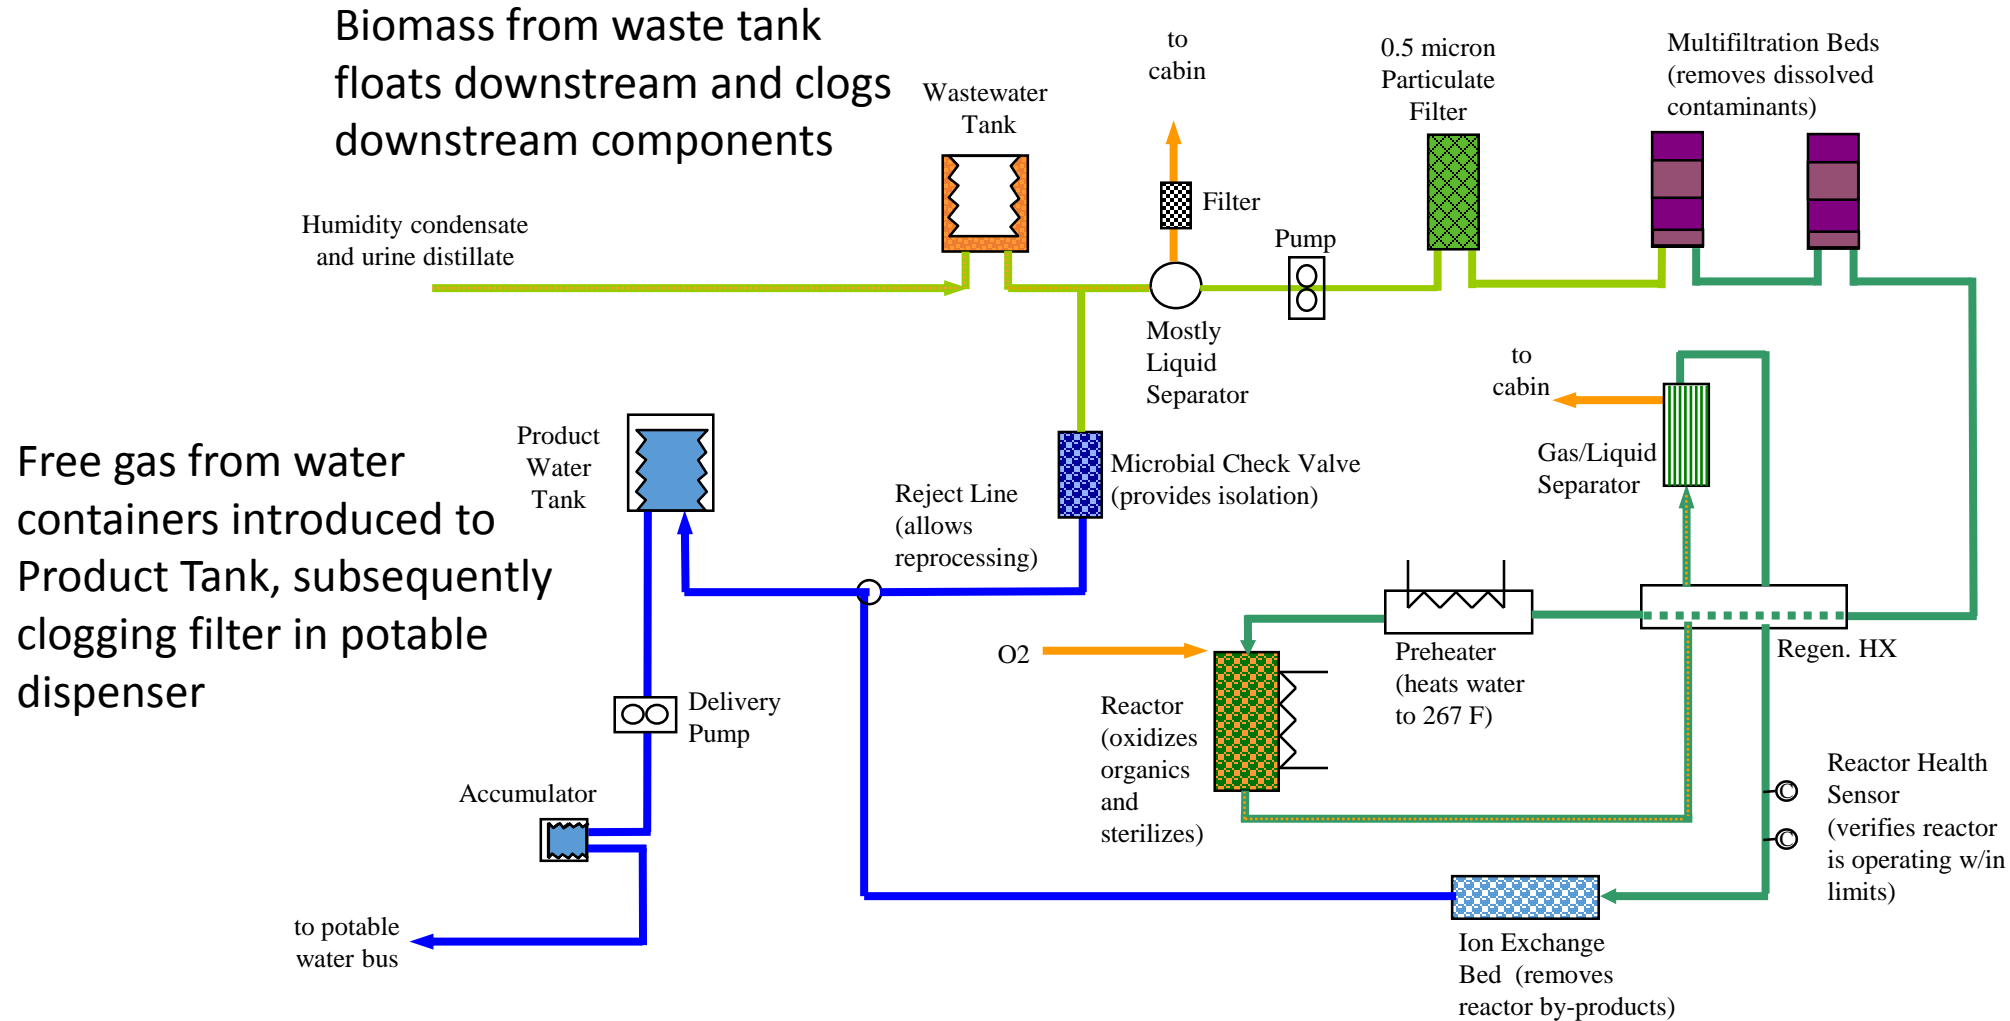 Biomass from waste tank
floats downstream and clogs
downstream components
Humidity condensate
and urine distillate
Wastewater
Tank
to
cabin
Filter
Pump
0.5 micron
Particulate
Filter
Multifiltration Beds
(removes dissolved
contaminants)
Mostly
Liquid
Separator
to
cabin
Gas/Liquid
Separator
Free gas from water
containers introduced to
Product Tank, subsequently
clogging filter in potable
dispenser
Product
Water
Tank
Reject Line
(allows
reprocessing)
Microbial Check Valve
(provides isolation)
O2
Reactor
(oxidizes
organics
and
sterilizes)
Preheater
(heats water
to 267 F)
Regen. HX
Delivery
Pump
Accumulator
to potable
water bus
C
C
Reactor Health
Sensor
(verifies reactor
is operating w/in
limits)
Ion Exchange
Bed (removes
reactor by-products)